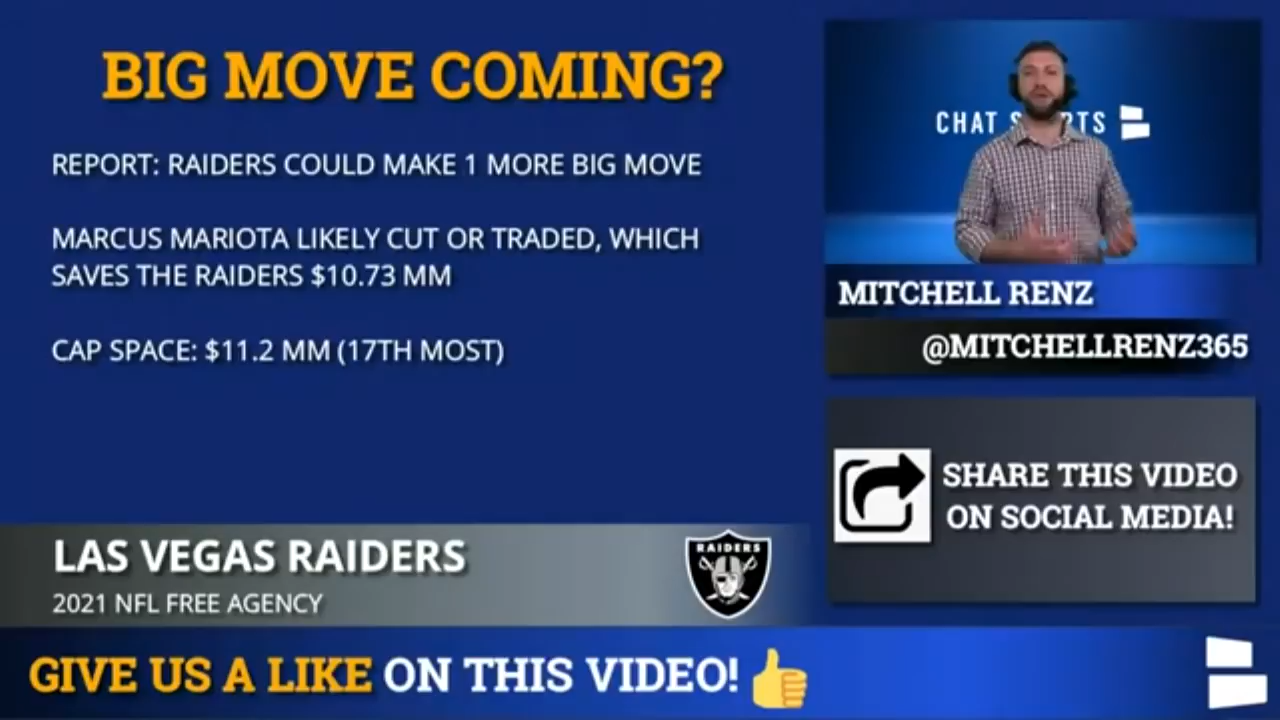 BIG MOVE COMING?
REPORT: RAIDERS COULD MAKE 1 MORE BIG MOVE
MARCUS MARIOTA LIKELY CUT OR TRADED, WHICH
SAVES THE RAIDERS $10.73 MM
CAP SPACE: $11.2 MM (17TH MOST)
LAS VEGAS RAIDERS
2021 NFL FREE AGENCY
RAIDERS
CHAT SPORTS
MITCHELL RENZ
@MITCHELLRENZ365
SHARE THIS VIDEO
ON SOCIAL MEDIA!
GIVE US A LIKE ON THIS VIDEO!